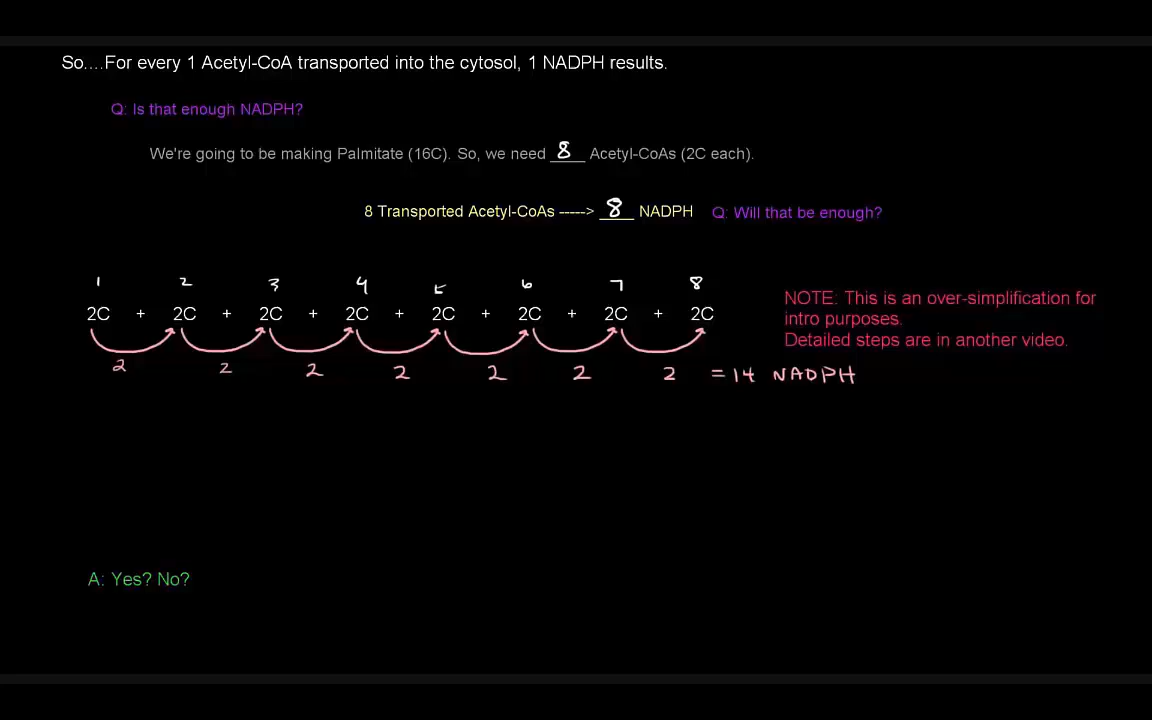 So....For every 1 Acetyl-CoA transported into the cytosol, 1 NADPH results.
Q: Is that enough NADPH?
We're going to be making Palmitate (16C). So, we need 8 Acetyl-CoAs (2C each).
8 Transported Acetyl-CoAs -----> 8 NADPH Q: Will that be enough?
1 2 3 4 5 6 7 8
2C + 2C + 2C + 2C + 2C + 2C + 2C + 2C
2 2 2 2 2 2 2 = 14 NADPH
NOTE: This is an over-simplification for
intro purposes.
Detailed steps are in another video.
A: Yes? No?